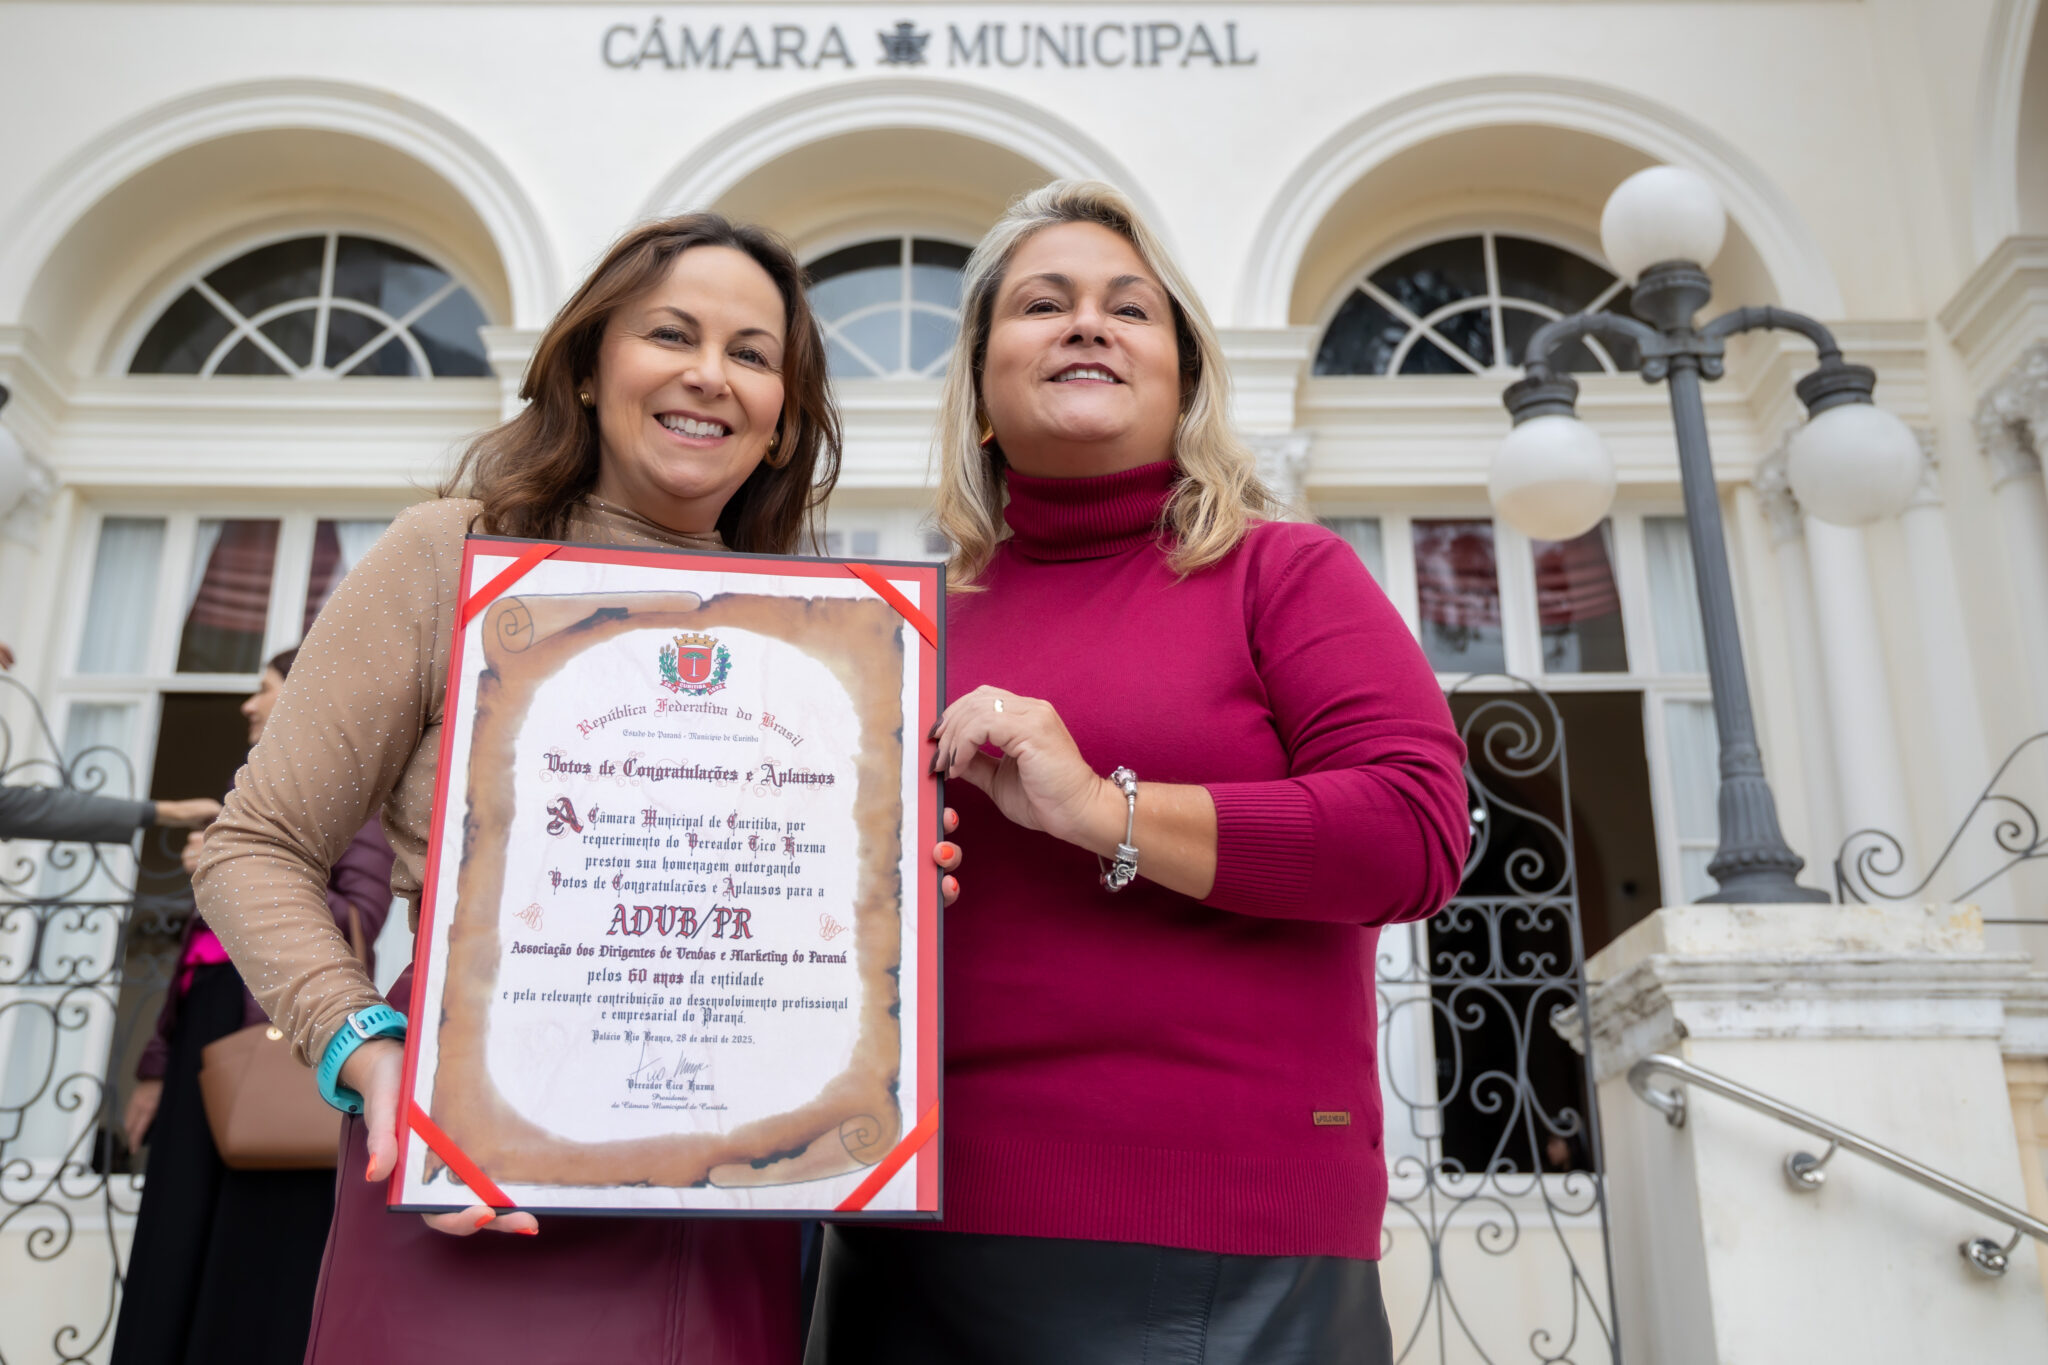 CÂMARA MUNICIPAL
CURITIBA
República Federativa do Brasil
Estado do Paraná - Município de Curitiba
Votos de Congratulações e Aplausos
A Câmara Municipal de Curitiba, por
requerimento do Vereador Tico Kuzma
prestou sua homenagem outorgando
Votos de Congratulações e Aplausos para a
ADVB/PR
Associação dos Dirigentes de Vendas e Marketing do Paraná
pelos 60 anos da entidade
e pela relevante contribuição ao desenvolvimento profissional
e empresarial do Paraná.
Palácio Rio Branco, 28 de abril de 2025.
Vereador Tico Kuzma
Presidente
da Câmara Municipal de Curitiba
POLO WEAR